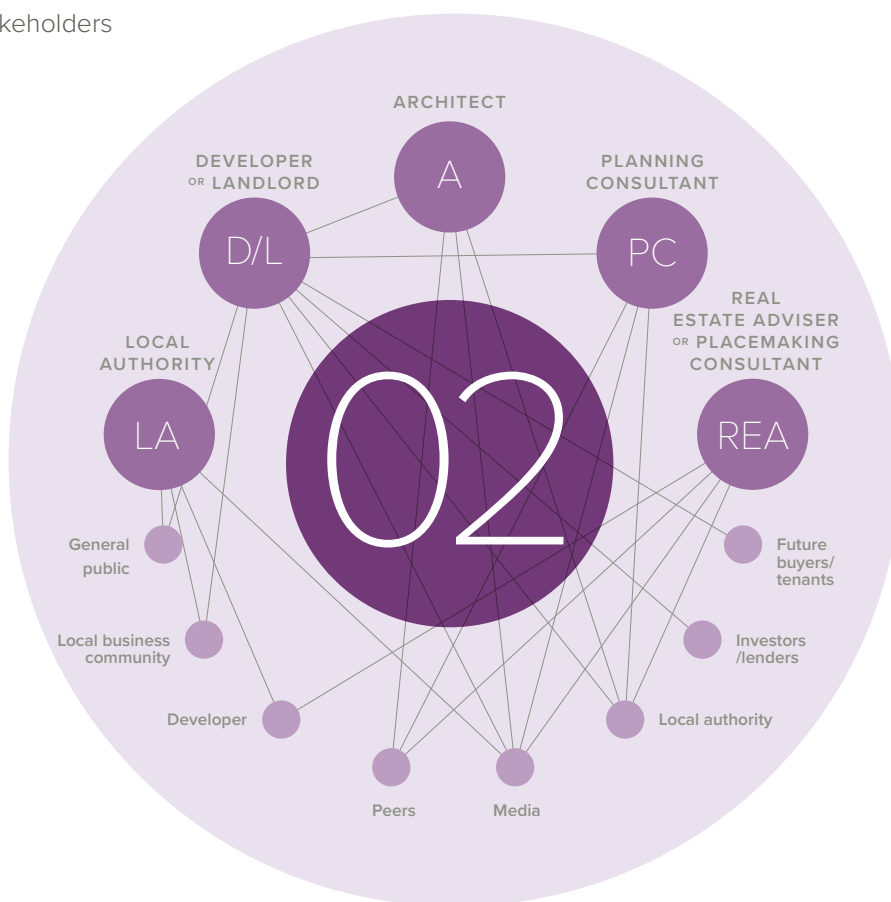 keholders
ARCHITECT
A
DEVELOPER
OR LANDLORD
D/L
PLANNING
CONSULTANT
PC
LOCAL
AUTHORITY
LA
REAL
ESTATE ADVISER
OR PLACEMAKING
CONSULTANT
REA
02
General
public
Future
buyers/
tenants
Local business
community
Investors
/lenders
Developer
Local authority
Peers
Media